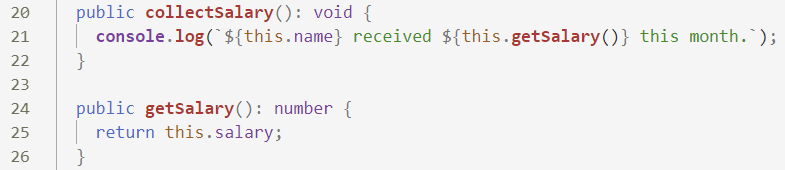 20 public collectSalary(): void {
21 console.log(`${this.name} received ${this.getSalary()} this month.`);
22 }
23
24 public getSalary(): number {
25 return this.salary;
26 }